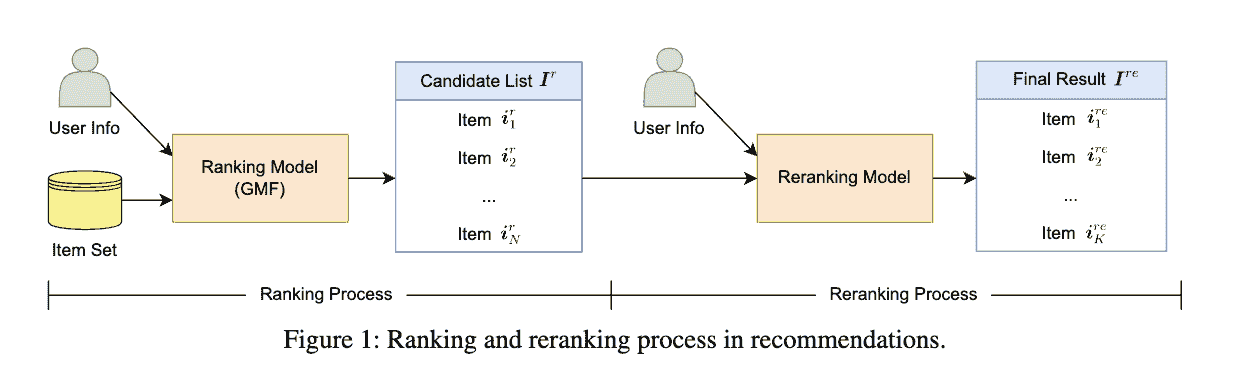 User Info
Item Set
Ranking Model
(GMF)
Candidate List I^r
Item i_1^r
Item i_2^r
...
Item i_N^r
User Info
Reranking Model
Final Result I^{re}
Item i_1^{re}
Item i_2^{re}
...
Item i_K^{re}
Ranking Process
Reranking Process
Figure 1: Ranking and reranking process in recommendations.